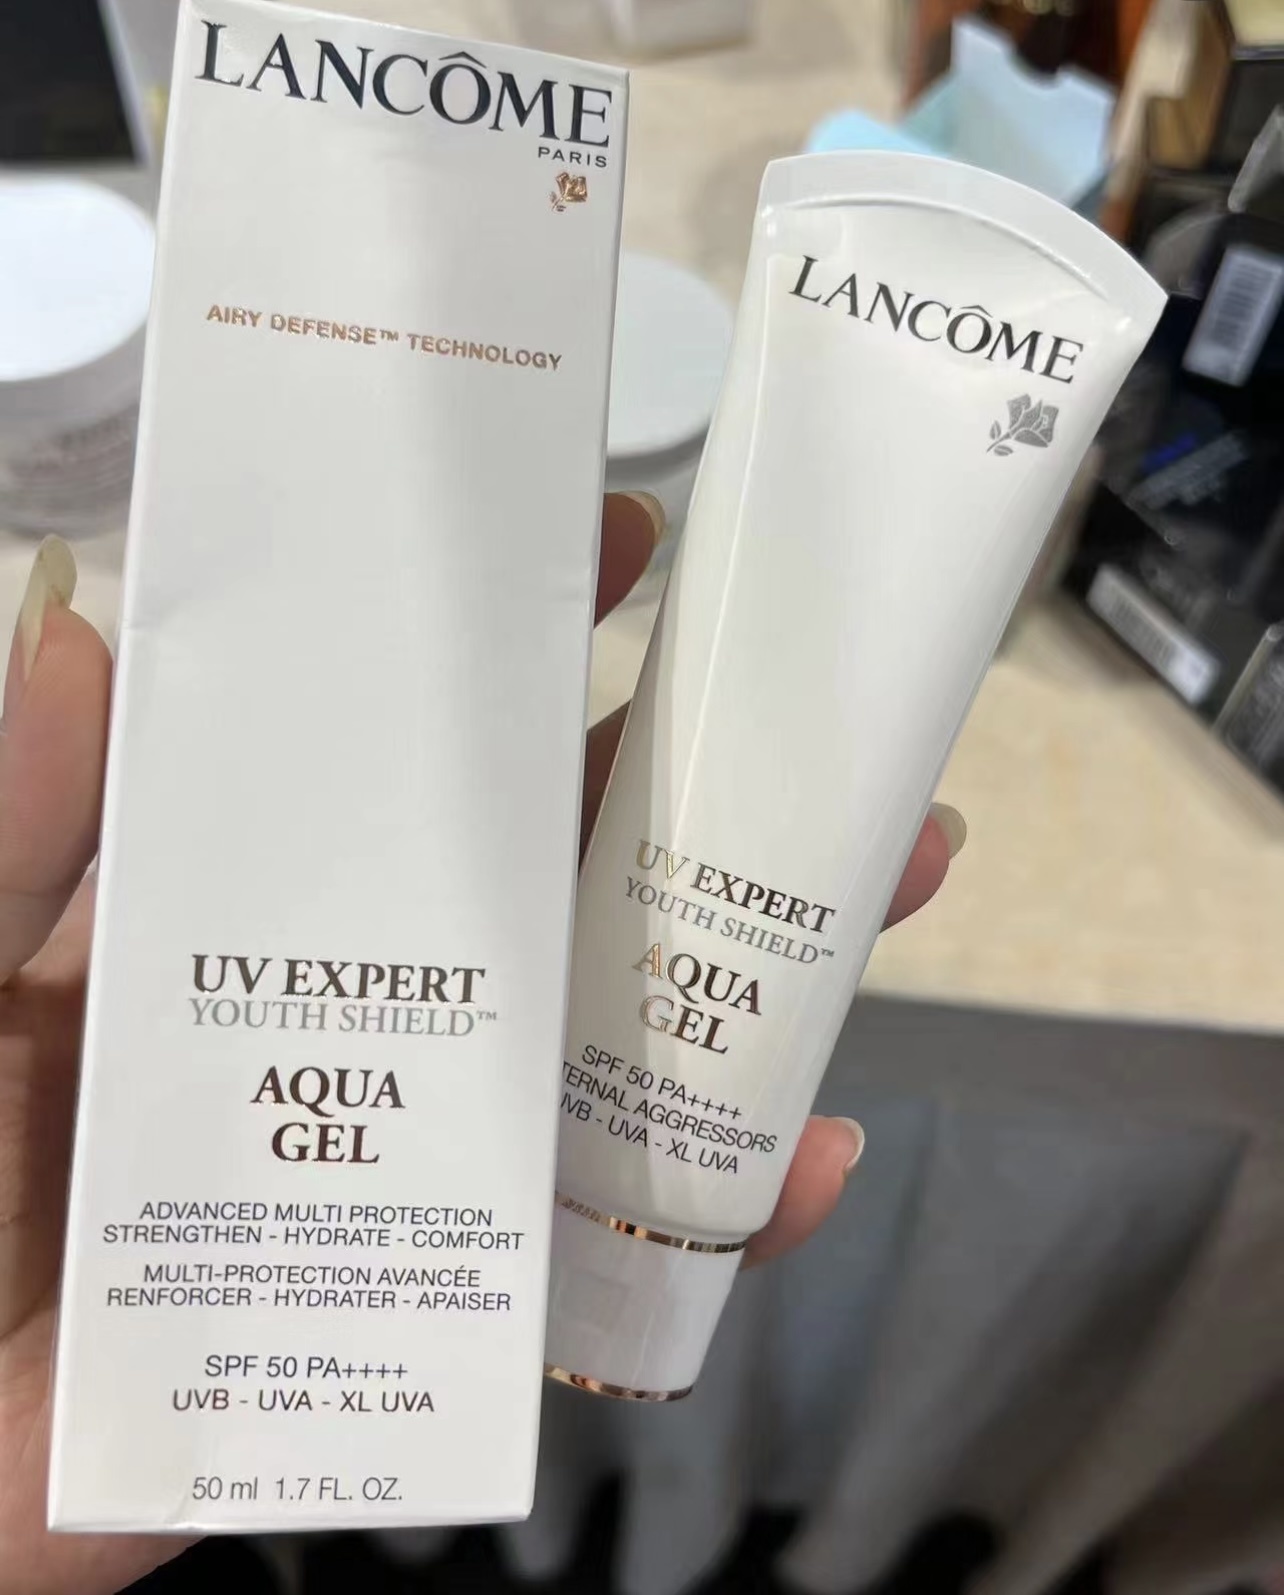 LANCÔME
PARIS
AIRY DEFENSE™ TECHNOLOGY
UV EXPERT
YOUTH SHIELD™
AQUA
GEL
ADVANCED MULTI PROTECTION
STRENGTHEN - HYDRATE - COMFORT
MULTI-PROTECTION AVANCÉE
RENFORCER - HYDRATER - APAISER
SPF 50 PA++++
UVB - UVA - XL UVA
50 ml 1.7 FL. OZ.
LANCÔME
UV EXPERT
YOUTH SHIELD™
AQUA
GEL
SPF 50 PA++++
AGGRESSORS
UVA - XL UVA